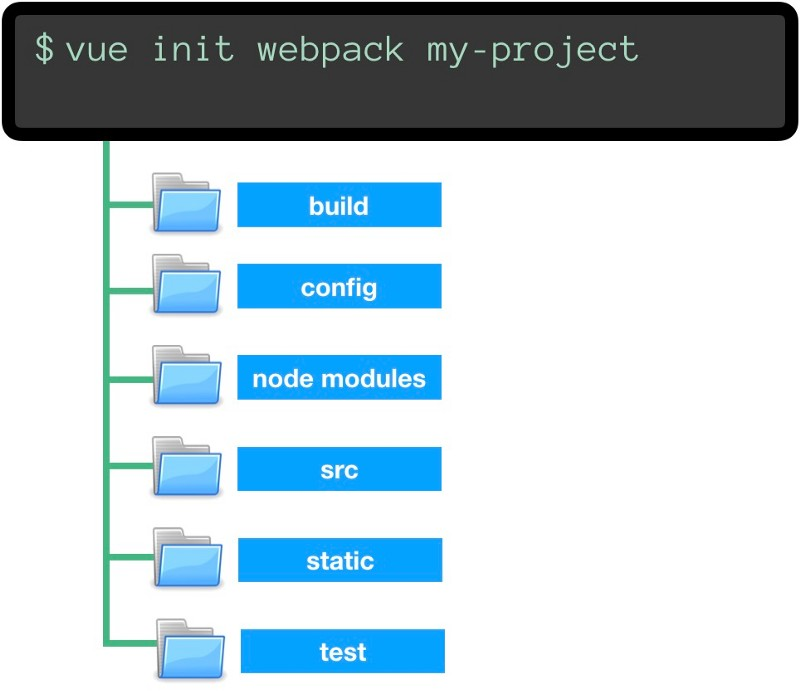 $ vue init webpack my-project
build
config
node modules
src
static
test